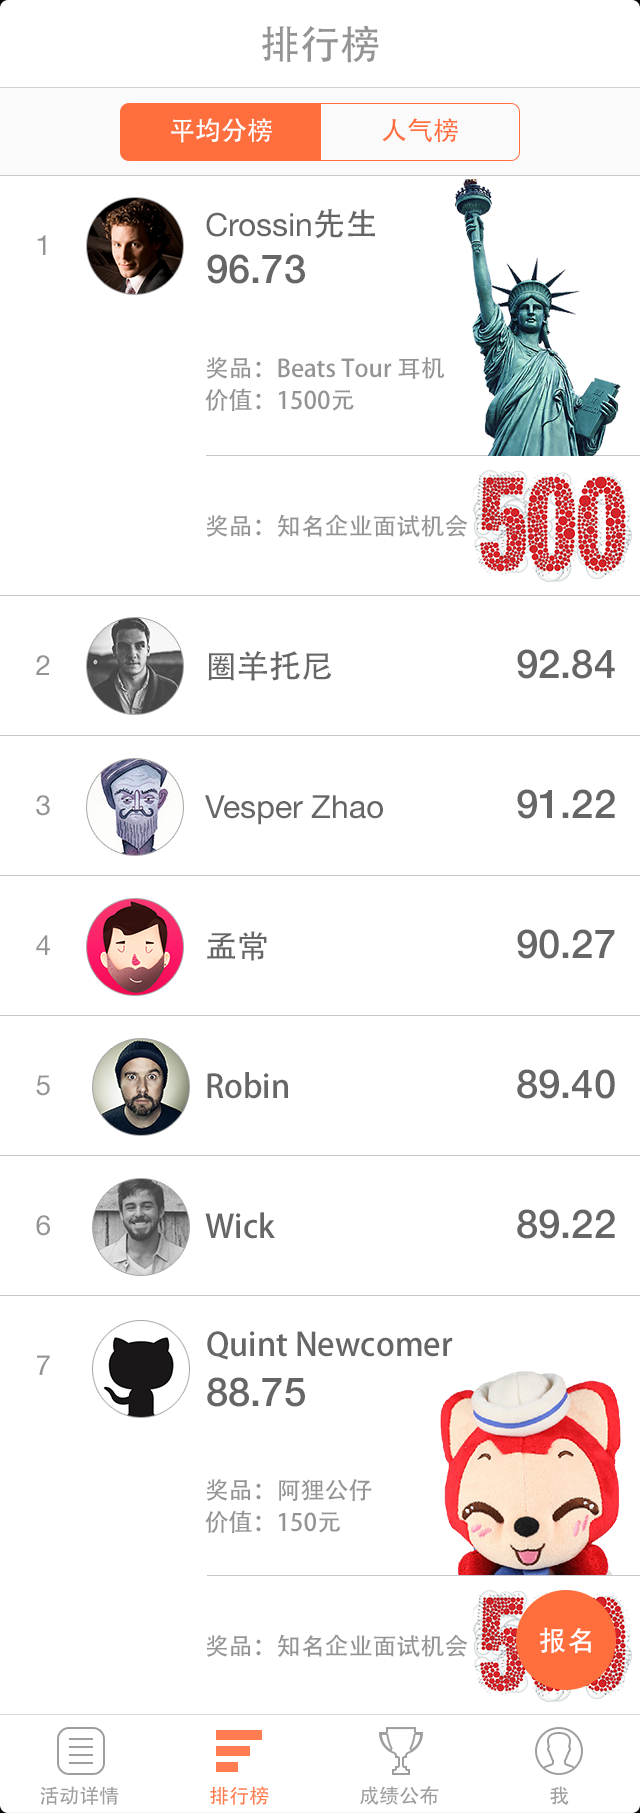 排行榜
平均分榜
人气榜
1
Crossin先生
96.73
奖品：Beats Tour 耳机
价值：1500元
奖品：知名企业面试机会
500
2
圈羊托尼
92.84
3
Vesper Zhao
91.22
4
孟常
90.27
5
Robin
89.40
6
Wick
89.22
7
Quint Newcomer
88.75
奖品：阿狸公仔
价值：150元
奖品：知名企业面试机会
报名
活动详情
排行榜
成绩公布
我